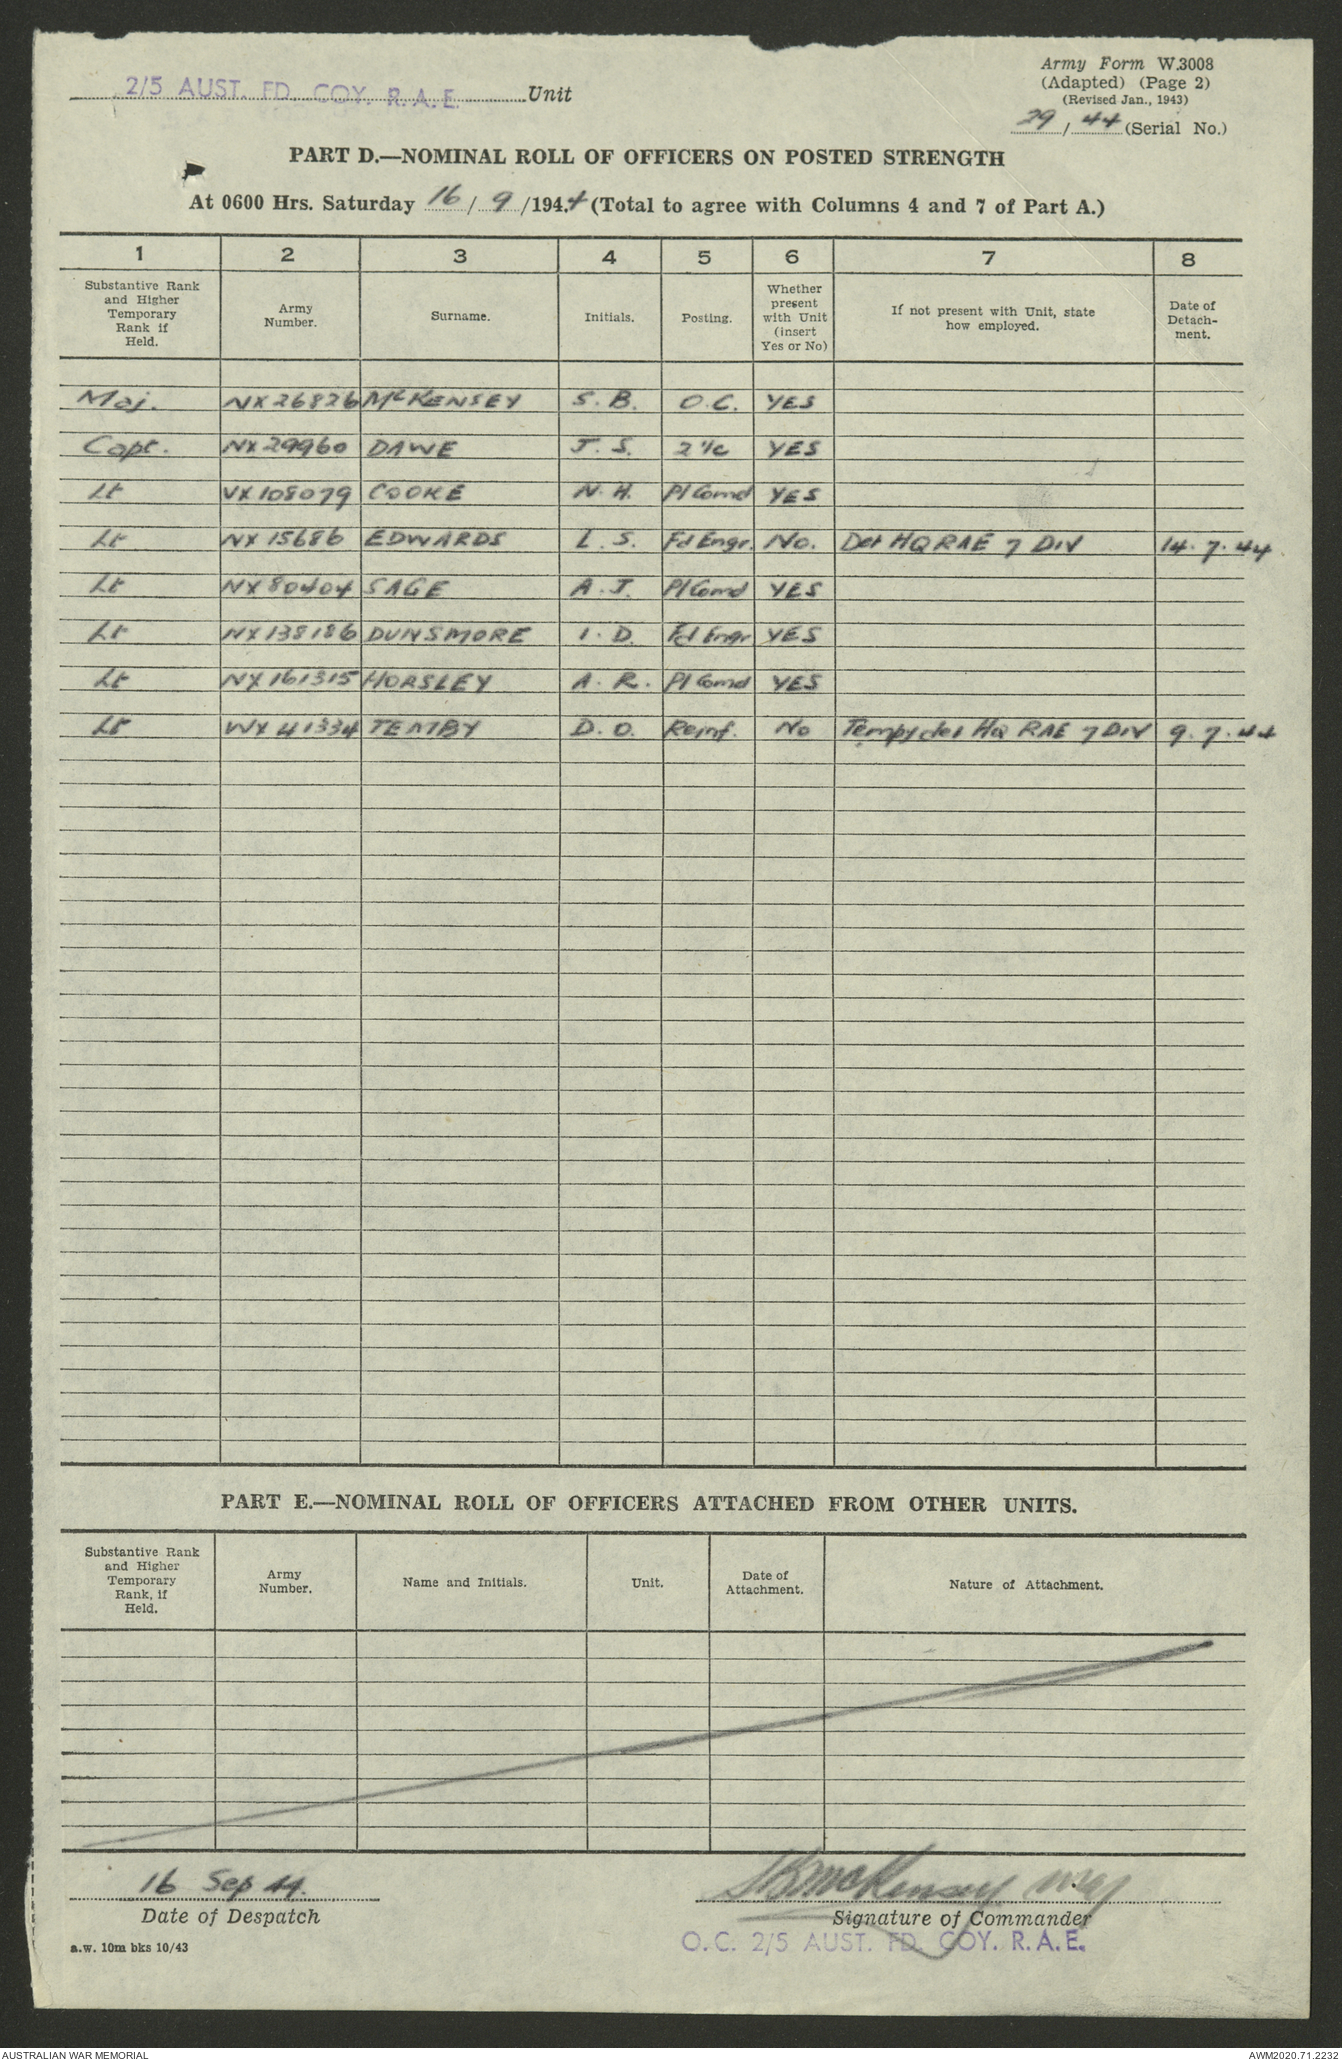 2/5 AUST. FD. COY. R.A.E. Unit
Army Form W.3008
(Adapted) (Page 2)
(Revised Jan., 1943)
29 / 44 (Serial No.)
PART D.—NOMINAL ROLL OF OFFICERS ON POSTED STRENGTH
At 0600 Hrs. Saturday 16 / 9 /1944 (Total to agree with Columns 4 and 7 of Part A.)
1 2 3 4 5 6 7 8
Substantive Rank and Higher Temporary Rank if Held. Army Number. Surname. Initials. Posting. Whether present with Unit (insert Yes or No) If not present with Unit, state how employed. Date of Detach-ment.
Maj. NX26826 McKENSEY S. B. O.C. YES
Capt. NX29960 DAWE J. S. 2 i/c YES
Lt VX108079 COOKE N. H. Pl Comd YES
Lt NX15686 EDWARDS L. S. Fd Engr. No. Det HQ RAE 7 DIV 14. 7. 44
Lt NX80404 SAGE A. J. Pl Comd YES
Lt NX138186 DUNSMORE I. D. Fd Engr YES
Lt NX161315 HORSLEY A. R. Pl Comd YES
Lt WX41334 TEMBY D. O. Reinf. No Tempy det HQ RAE 7 DIV 9. 7. 44
PART E.—NOMINAL ROLL OF OFFICERS ATTACHED FROM OTHER UNITS.
Substantive Rank and Higher Temporary Rank, if Held. Army Number. Name and Initials. Unit. Date of Attachment. Nature of Attachment.
16 Sep 44.
Date of Despatch
SBMcKensey Maj
Signature of Commander
O.C. 2/5 AUST. FD. COY. R.A.E.
a.w. 10m bks 10/43
AUSTRALIAN WAR MEMORIAL
AWM2020.71.2232